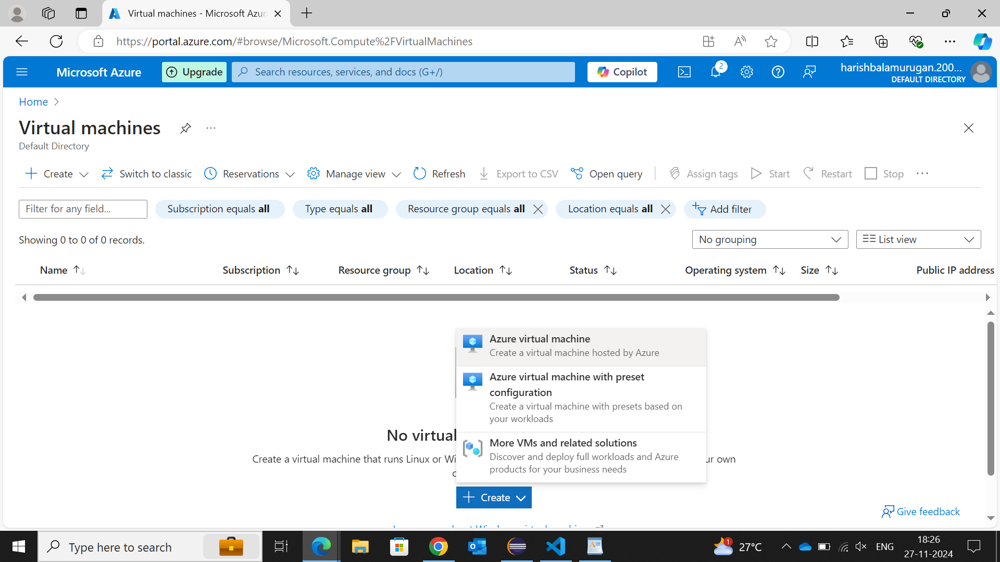 Virtual machines - Microsoft Azur
https://portal.azure.com/#browse/Microsoft.Compute%2FVirtualMachines
Microsoft Azure
Upgrade
Search resources, services, and docs (G+/)
Copilot
2
harishbalamurugan.200...
DEFAULT DIRECTORY
Home
Virtual machines
Default Directory
Create
Switch to classic
Reservations
Manage view
Refresh
Export to CSV
Open query
Assign tags
Start
Restart
Stop
Filter for any field...
Subscription equals all
Type equals all
Resource group equals all
Location equals all
Add filter
Showing 0 to 0 of 0 records.
No grouping
List view
Name
Subscription
Resource group
Location
Status
Operating system
Size
Public IP address
Azure virtual machine
Create a virtual machine hosted by Azure
Azure virtual machine with preset
configuration
Create a virtual machine with presets based on
your workloads
More VMs and related solutions
Discover and deploy full workloads and Azure
products for your business needs
No virtual
Create a virtual machine that runs Linux or Wi
ur own
Create
Give feedback
Type here to search
1
27°C
ENG
18:26
27-11-2024